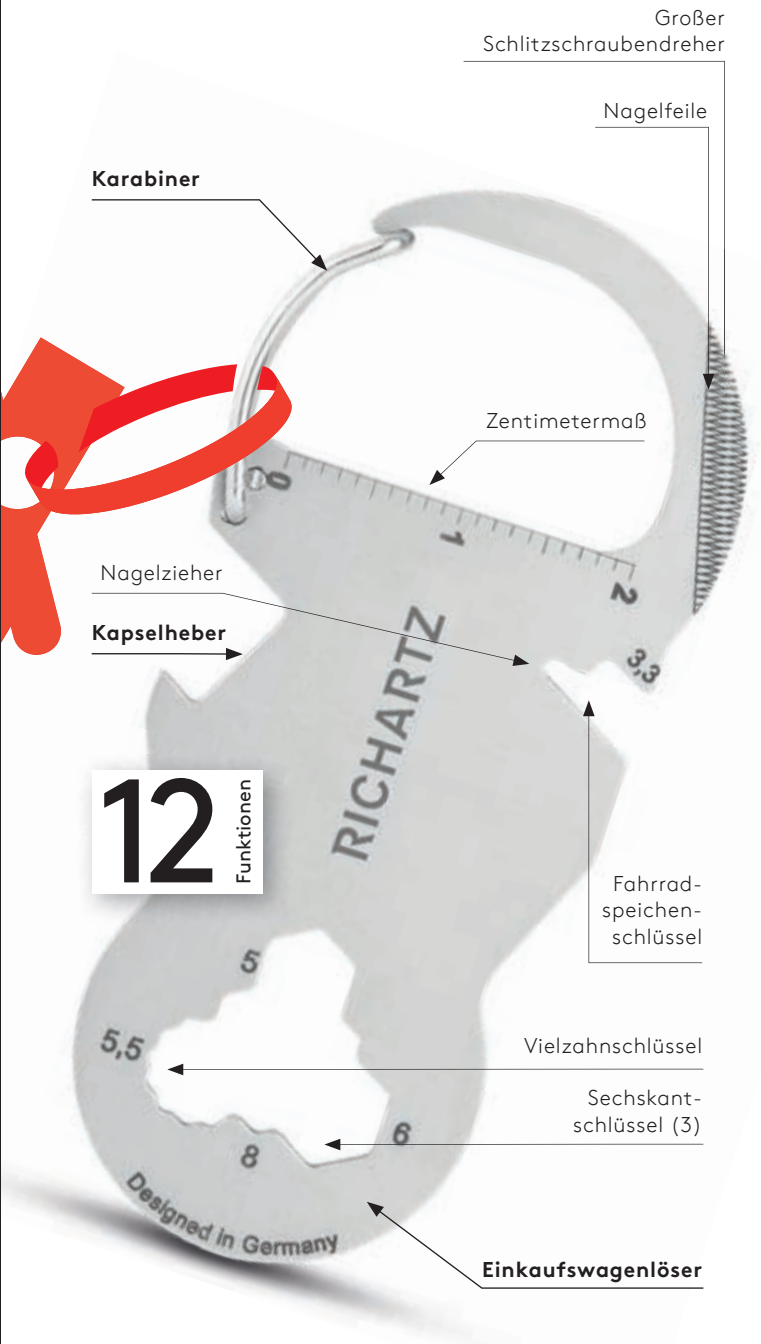 Großer
Schlitzschraubendreher
Nagelfeile
Karabiner
Zentimetermaß
0
1
2
Nagelzieher
Kapselheber
3,3
RICHARTZ
12
Funktionen
Fahrrad-
speichen-
schlüssel
5
5,5
Vielzahnschlüssel
Sechskant-
schlüssel (3)
6
8
Designed in Germany
Einkaufswagenlöser